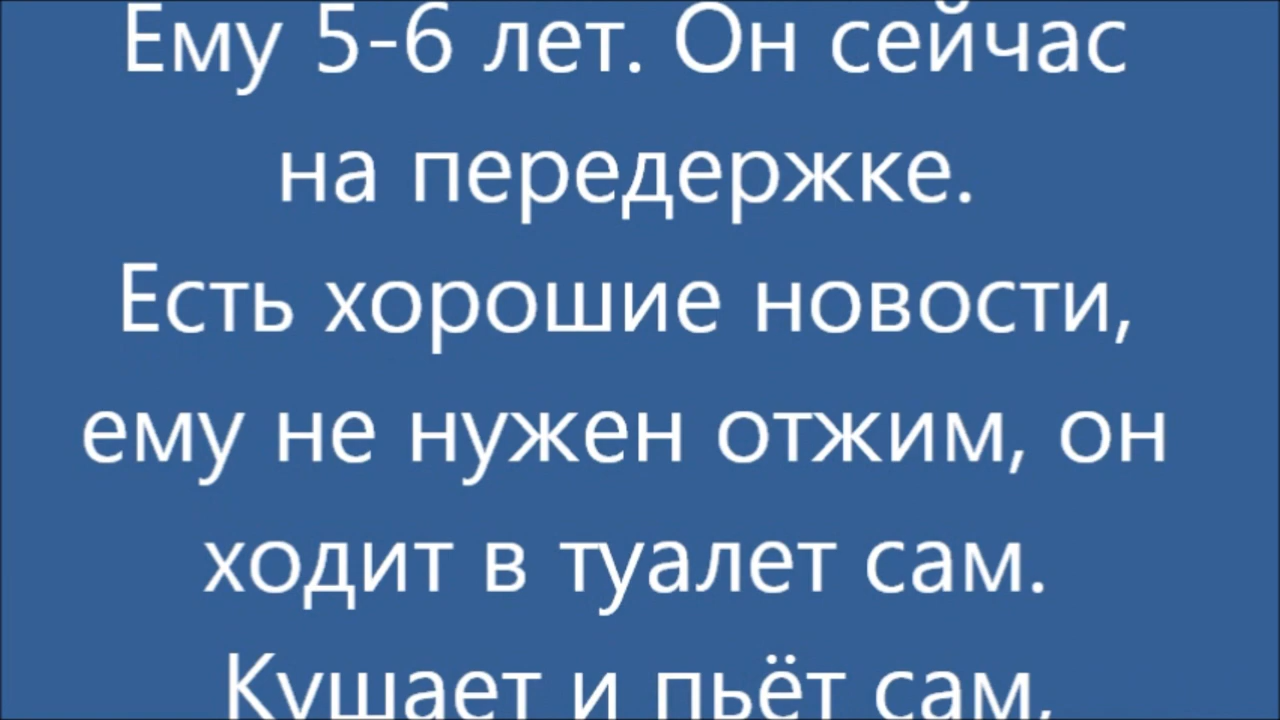 Ему 5-6 лет. Он сейчас
на передержке.
Есть хорошие новости,
ему не нужен отжим, он
ходит в туалет сам.
Кушает и пьёт сам,